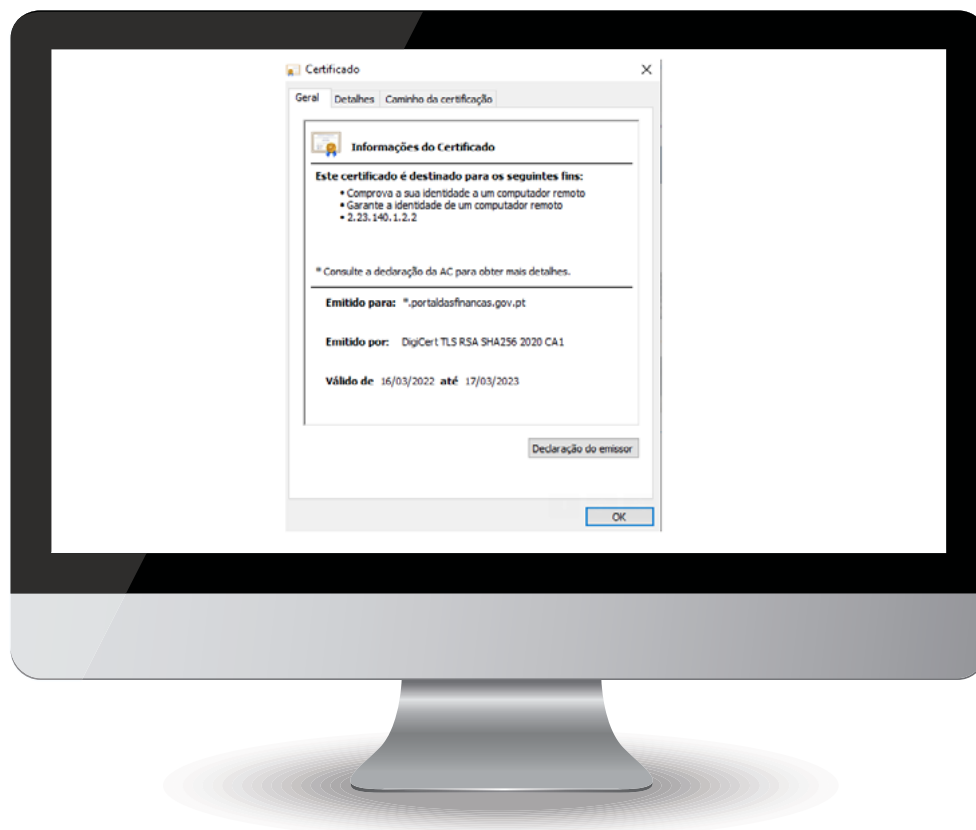 Certificado
Geral Detalhes Caminho da certificação
Informações do Certificado
Este certificado é destinado para os seguintes fins:
• Comprova a sua identidade a um computador remoto
• Garante a identidade de um computador remoto
• 2.23.140.1.2.2
* Consulte a declaração da AC para obter mais detalhes.
Emitido para: *.portaldasfinancas.gov.pt
Emitido por: DigiCert TLS RSA SHA256 2020 CA1
Válido de 16/03/2022 até 17/03/2023
Declaração do emissor
OK